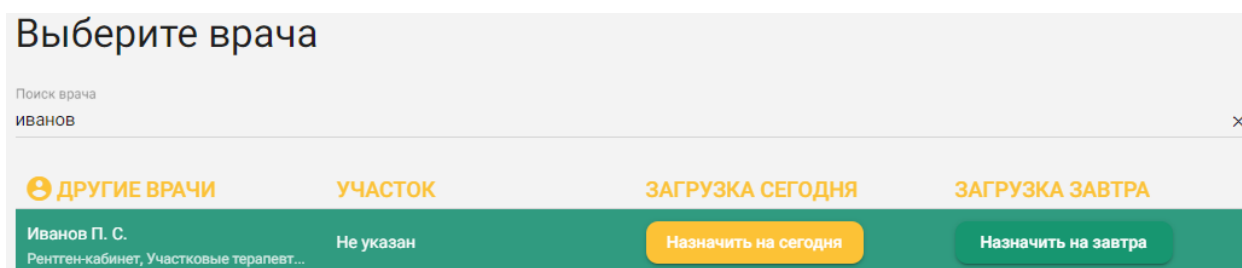 Выберите врача
Поиск врача
иванов
ДРУГИЕ ВРАЧИ УЧАСТОК ЗАГРУЗКА СЕГОДНЯ ЗАГРУЗКА ЗАВТРА
Иванов П. С. Не указан Назначить на сегодня Назначить на завтра
Рентген-кабинет, Участковые терапевт...